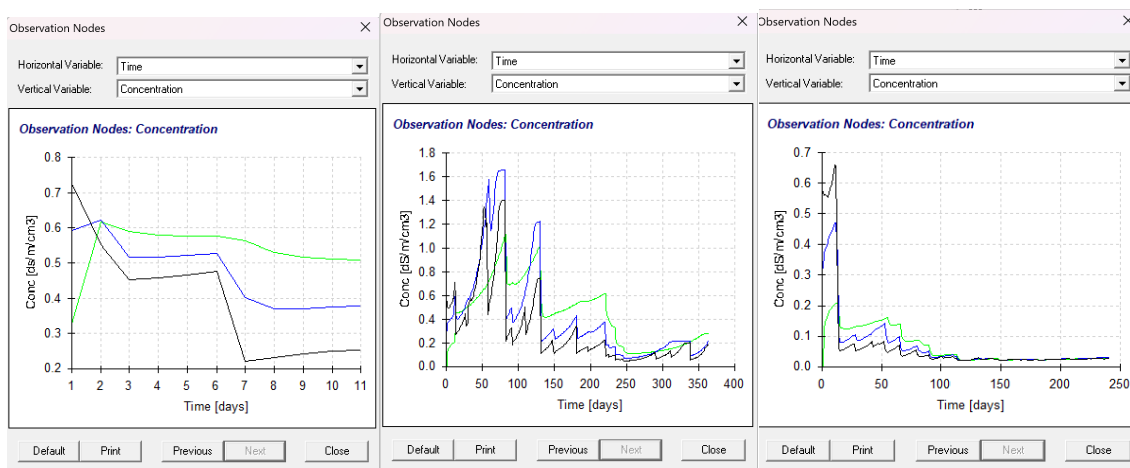 Observation Nodes
Horizontal Variable: Time
Vertical Variable: Concentration
Observation Nodes: Concentration
0.8
0.7
0.6
0.5
0.4
0.3
0.2
Conc [dS/m/cm3]
1 2 3 4 5 6 7 8 9 10 11
Time [days]
Default Print Previous Next Close
Observation Nodes
Horizontal Variable: Time
Vertical Variable: Concentration
Observation Nodes: Concentration
1.8
1.6
1.4
1.2
1.0
0.8
0.6
0.4
0.2
0.0
Conc [dS/m/cm3]
0 50 100 150 200 250 300 350 400
Time [days]
Default Print Previous Next Close
Observation Nodes
Horizontal Variable: Time
Vertical Variable: Concentration
Observation Nodes: Concentration
0.7
0.6
0.5
0.4
0.3
0.2
0.1
0.0
Conc [dS/m/cm3]
0 50 100 150 200 250
Time [days]
Default Print Previous Next Close